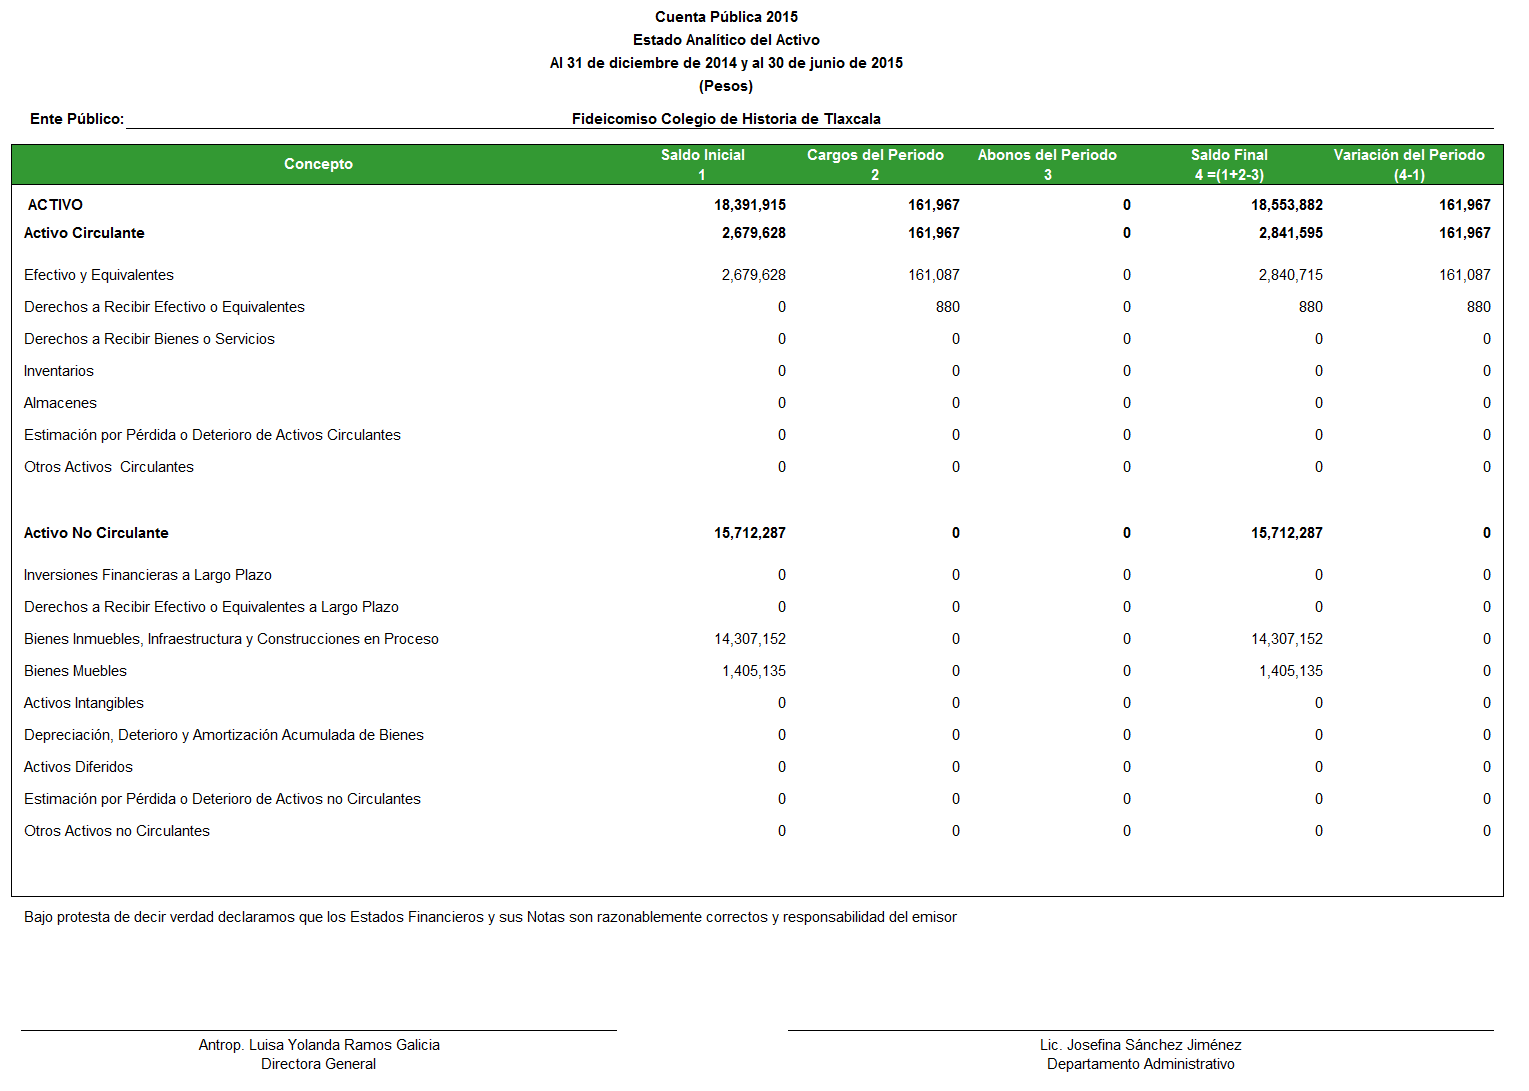 Cuenta Pública 2015
Estado Analítico del Activo
Al 31 de diciembre de 2014 y al 30 de junio de 2015
(Pesos)
Ente Público: Fideicomiso Colegio de Historia de Tlaxcala
Concepto Saldo Inicial 1 Cargos del Periodo 2 Abonos del Periodo 3 Saldo Final 4 =(1+2-3) Variación del Periodo (4-1)
ACTIVO 18,391,915 161,967 0 18,553,882 161,967
Activo Circulante 2,679,628 161,967 0 2,841,595 161,967
Efectivo y Equivalentes 2,679,628 161,087 0 2,840,715 161,087
Derechos a Recibir Efectivo o Equivalentes 0 880 0 880 880
Derechos a Recibir Bienes o Servicios 0 0 0 0 0
Inventarios 0 0 0 0 0
Almacenes 0 0 0 0 0
Estimación por Pérdida o Deterioro de Activos Circulantes 0 0 0 0 0
Otros Activos  Circulantes 0 0 0 0 0
Activo No Circulante 15,712,287 0 0 15,712,287 0
Inversiones Financieras a Largo Plazo 0 0 0 0 0
Derechos a Recibir Efectivo o Equivalentes a Largo Plazo 0 0 0 0 0
Bienes Inmuebles, Infraestructura y Construcciones en Proceso 14,307,152 0 0 14,307,152 0
Bienes Muebles 1,405,135 0 0 1,405,135 0
Activos Intangibles 0 0 0 0 0
Depreciación, Deterioro y Amortización Acumulada de Bienes 0 0 0 0 0
Activos Diferidos 0 0 0 0 0
Estimación por Pérdida o Deterioro de Activos no Circulantes 0 0 0 0 0
Otros Activos no Circulantes 0 0 0 0 0
Bajo protesta de decir verdad declaramos que los Estados Financieros y sus Notas son razonablemente correctos y responsabilidad del emisor
Antrop. Luisa Yolanda Ramos Galicia
Directora General
Lic. Josefina Sánchez Jiménez
Departamento Administrativo